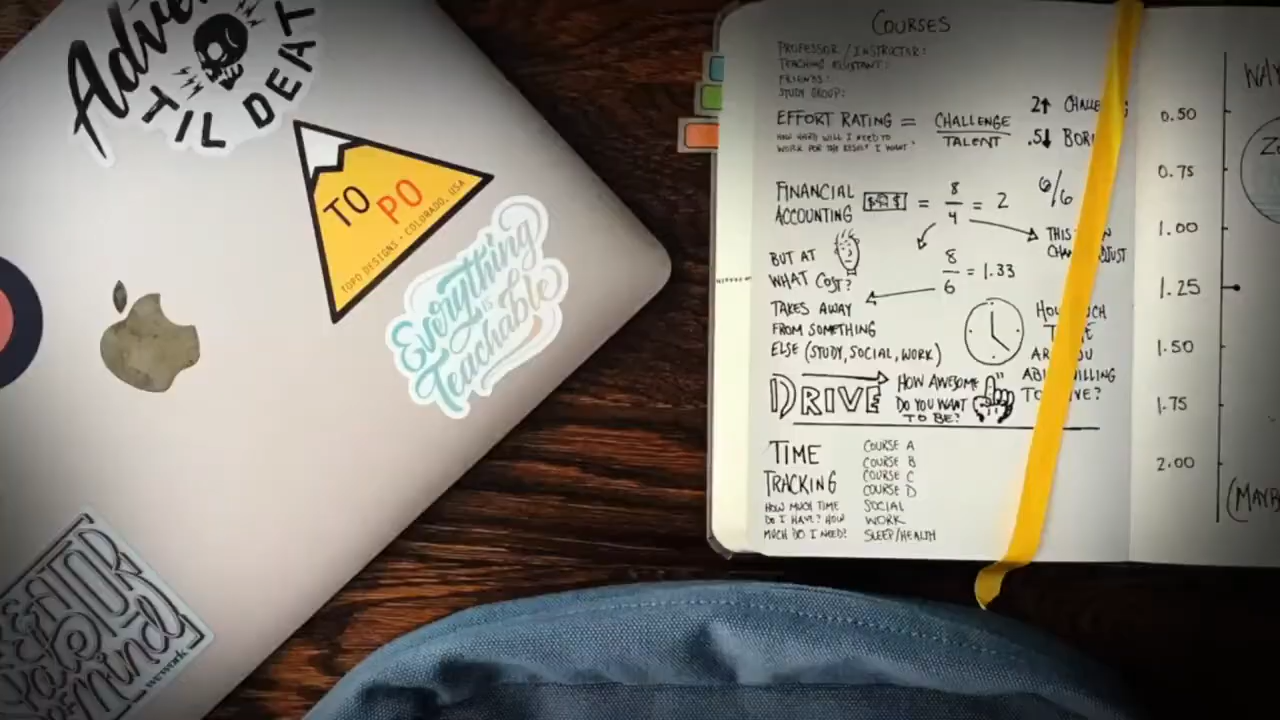 TIL DEAT
TO
PO
TOPO DESIGNS · COLORADO, USA
Everything
is
Teachable
State
of Mind
wework
COURSES
PROFESSOR / INSTRUCTOR:
TEACHING ASSISTANT:
FRIENDS:
STUDY GROUP:
EFFORT RATING = CHALLENGE
TALENT
HOW HARD WILL I NEED TO
WORK FOR THE RESULT I WANT?
2↑
.5↓
FINANCIAL
ACCOUNTING
= 8/4 = 2
6/6
BUT AT
WHAT COST?
8/6 = 1.33
THIS
TAKES AWAY
FROM SOMETHING
ELSE (STUDY, SOCIAL, WORK)
DRIVE
HOW AWESOME
DO YOU WANT
TO BE?
TIME
TRACKING
HOW MUCH TIME
DO I HAVE? HOW
MUCH DO I NEED?
COURSE A
COURSE B
COURSE C
COURSE D
SOCIAL
WORK
SLEEP/HEALTH
0.50
0.75
1.00
1.25
1.50
1.75
2.00